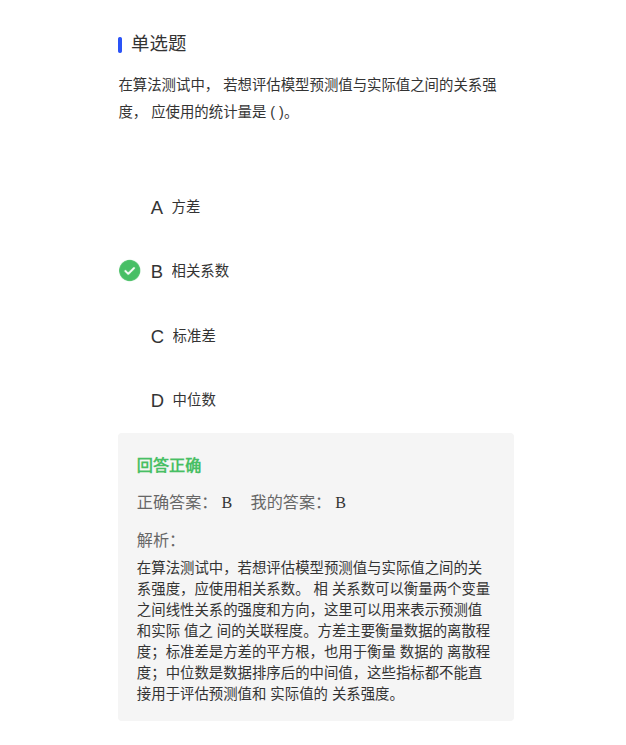 单选题
在算法测试中， 若想评估模型预测值与实际值之间的关系强
度， 应使用的统计量是 ( )。
A 方差
B 相关系数
C 标准差
D 中位数
回答正确
正确答案： B 我的答案： B
解析：
在算法测试中，若想评估模型预测值与实际值之间的关
系强度，应使用相关系数。 相 关系数可以衡量两个变量
之间线性关系的强度和方向，这里可以用来表示预测值
和实际 值之 间的关联程度。方差主要衡量数据的离散程
度；标准差是方差的平方根，也用于衡量 数据的 离散程
度；中位数是数据排序后的中间值，这些指标都不能直
接用于评估预测值和 实际值的 关系强度。